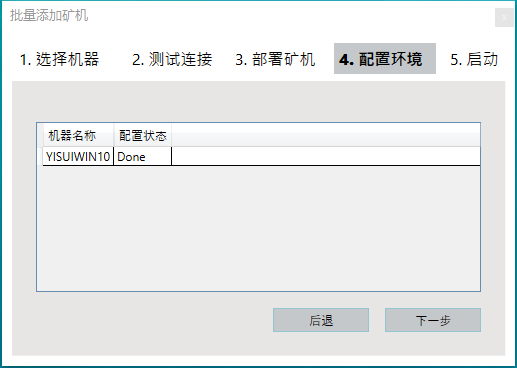 批量添加矿机
1. 选择机器 2. 测试连接 3. 部署矿机 4. 配置环境 5. 启动
机器名称 配置状态
YISUIWIN10 Done
后退 下一步